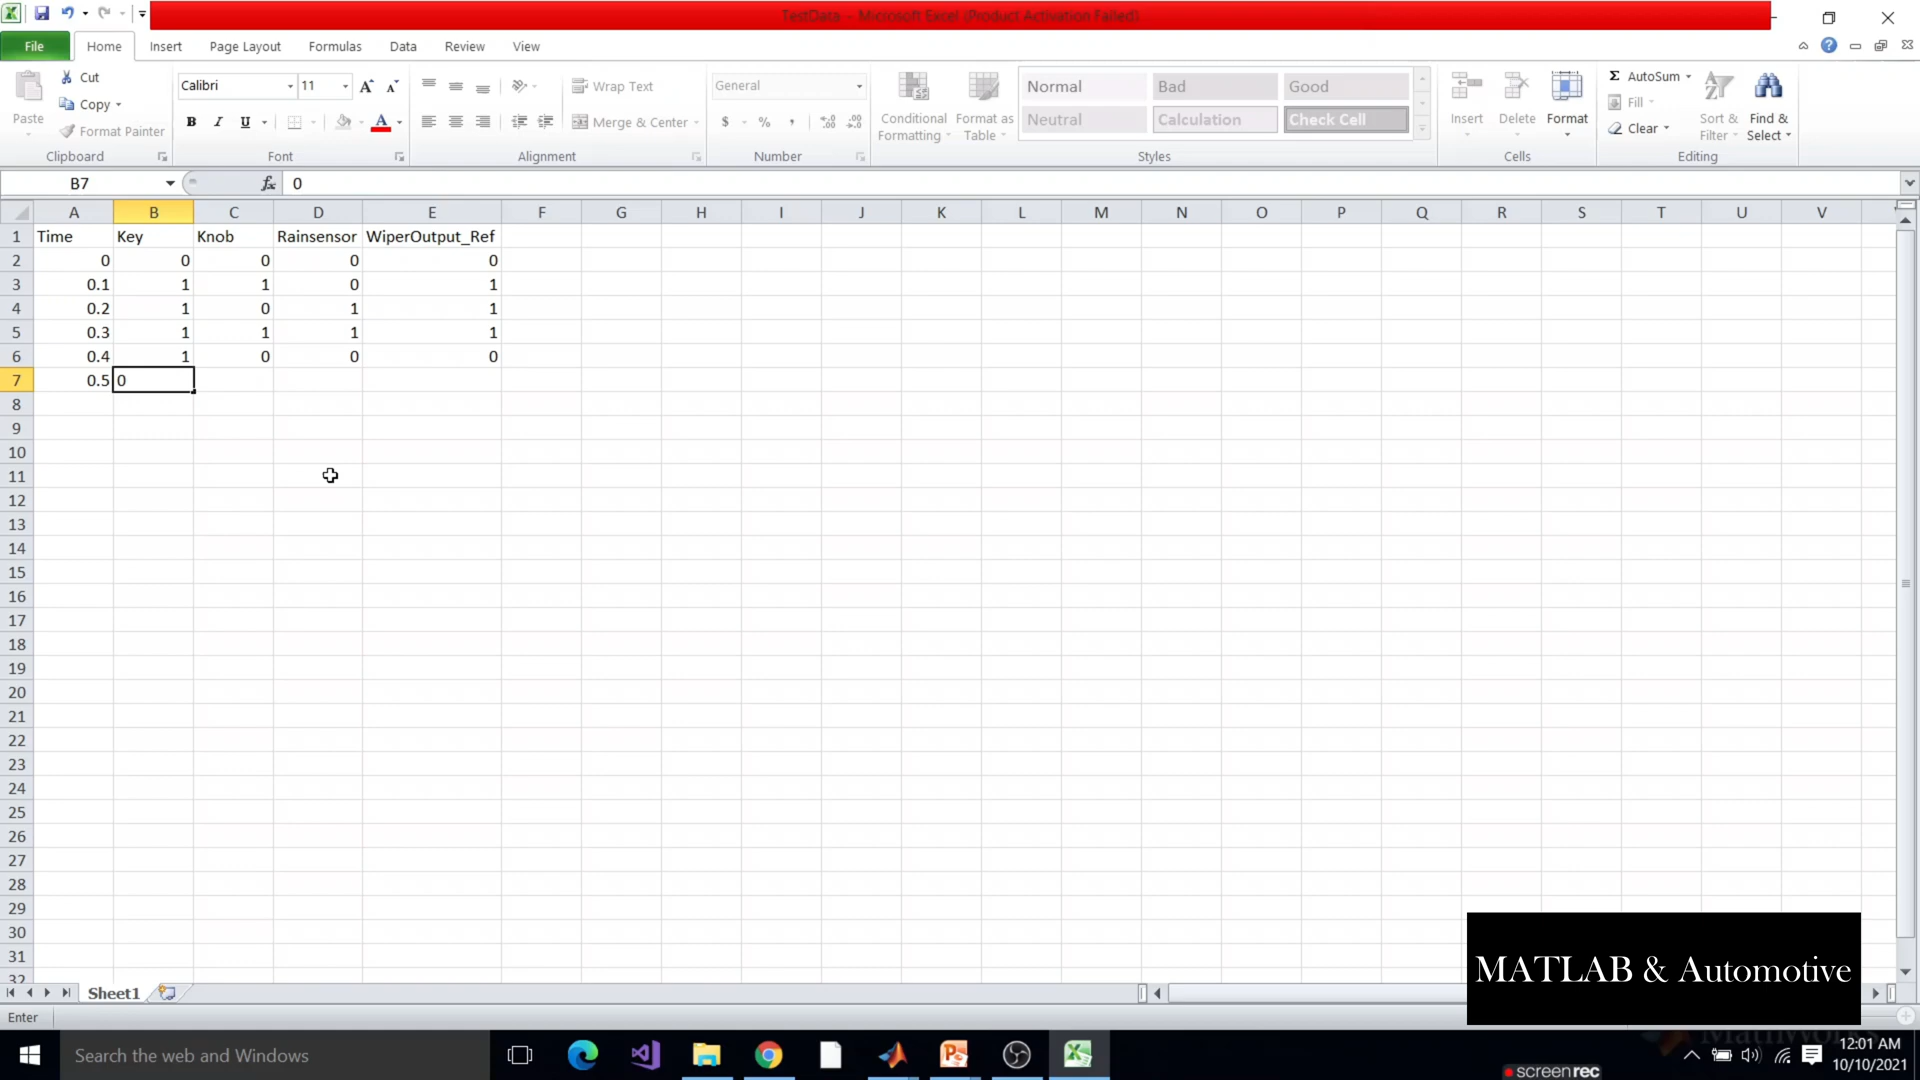 TestData - Microsoft Excel (Product Activation Failed)
File Home Insert Page Layout Formulas Data Review View
Paste
Cut
Copy
Format Painter
Clipboard
Calibri 11
B I U
Font
Wrap Text
Merge & Center
Alignment
General
$ % ,
Number
Conditional Formatting
Format as Table
Normal Bad Good
Neutral Calculation Check Cell
Styles
Insert Delete Format
Cells
Σ AutoSum
Fill
Clear
Sort & Filter
Find & Select
Editing
B7 fx 0
A B C D E F G H I J K L M N O P Q R S T U V
1 Time Key Knob Rainsensor WiperOutput_Ref
2 0 0 0 0 0
3 0.1 1 1 0 1
4 0.2 1 0 1 1
5 0.3 1 1 1 1
6 0.4 1 0 0 0
7 0.5 0
8
9
10
11
12
13
14
15
16
17
18
19
20
21
22
23
24
25
26
27
28
29
30
31
32
MATLAB & Automotive
Sheet1
Enter
Search the web and Windows
12:01 AM
10/10/2021
screenrec